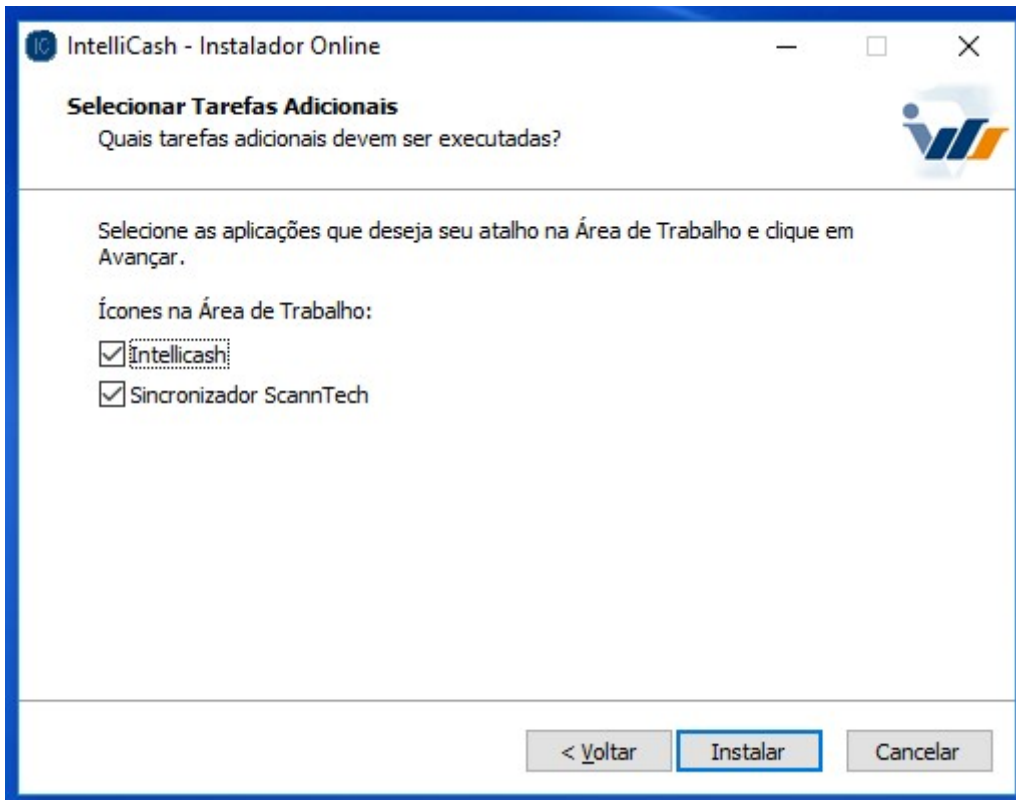 IC IntelliCash - Instalador Online
Selecionar Tarefas Adicionais
Quais tarefas adicionais devem ser executadas?
Selecione as aplicações que deseja seu atalho na Área de Trabalho e clique em
Avançar.
Ícones na Área de Trabalho:
Intellicash
Sincronizador ScannTech
< Voltar
Instalar
Cancelar